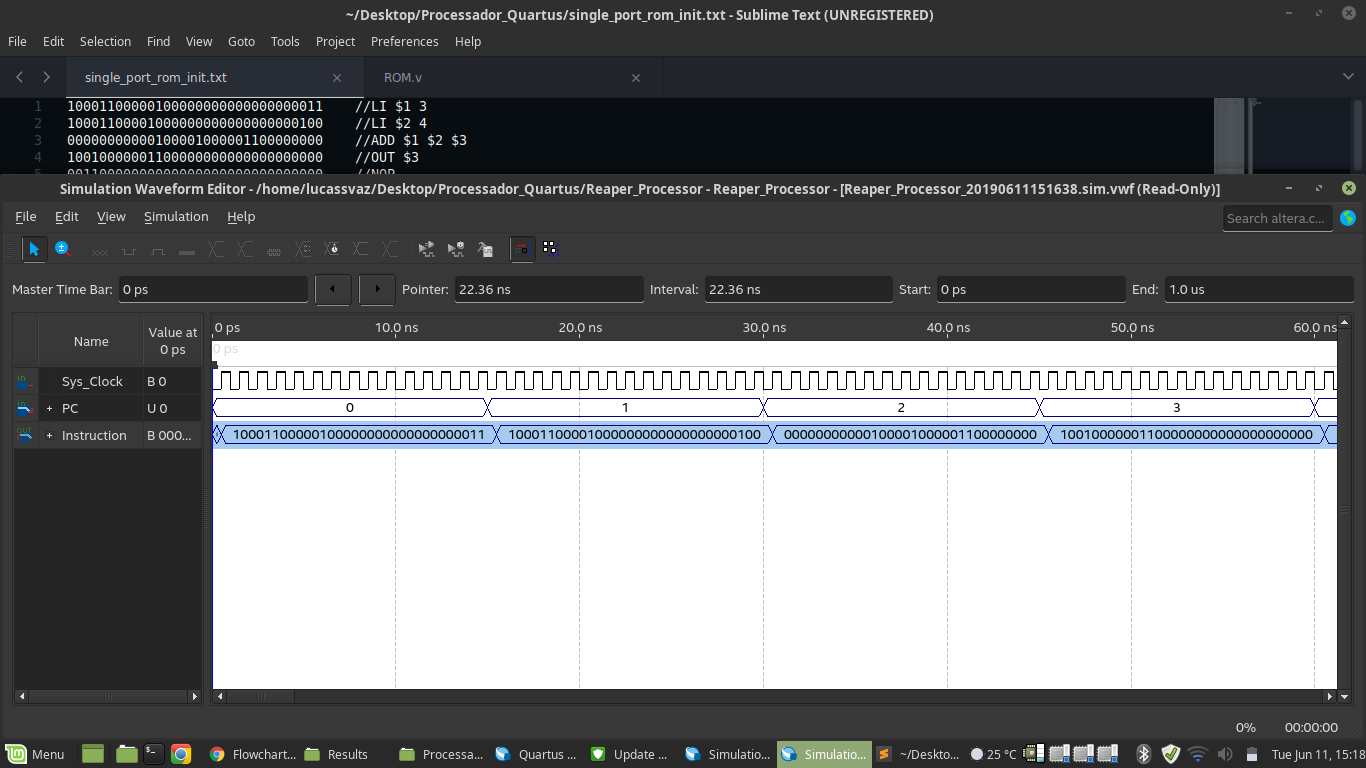 ~/Desktop/Processador_Quartus/single_port_rom_init.txt - Sublime Text (UNREGISTERED)
File Edit Selection Find View Goto Tools Project Preferences Help
single_port_rom_init.txt ROM.v
1 10001100000100000000000000000011 //LI $1 3
2 10001100001000000000000000000100 //LI $2 4
3 00000000000100001000001100000000 //ADD $1 $2 $3
4 10010000001100000000000000000000 //OUT $3
Simulation Waveform Editor - /home/lucassvaz/Desktop/Processador_Quartus/Reaper_Processor - Reaper_Processor - [Reaper_Processor_20190611151638.sim.vwf (Read-Only)]
File Edit View Simulation Help
Search altera.c...
Master Time Bar: 0 ps Pointer: 22.36 ns Interval: 22.36 ns Start: 0 ps End: 1.0 us
Name Value at 0 ps 0 ps 10.0 ns 20.0 ns 30.0 ns 40.0 ns 50.0 ns 60.0 ns
0 ps
Sys_Clock B 0
PC U 0 0 1 2 3
Instruction B 000... 10001100000100000000000000000011 10001100001000000000000000000100 00000000000100001000001100000000 10010000001100000000000000000000
0% 00:00:00
Menu Flowchart... Results Processa... Quartus ... Update ... Simulatio... Simulatio... ~/Deskto... 25 °C Tue Jun 11, 15:18